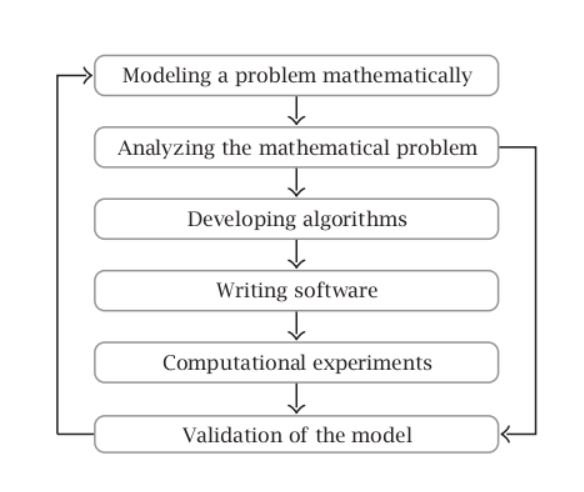 Modeling a problem mathematically
Analyzing the mathematical problem
Developing algorithms
Writing software
Computational experiments
Validation of the model